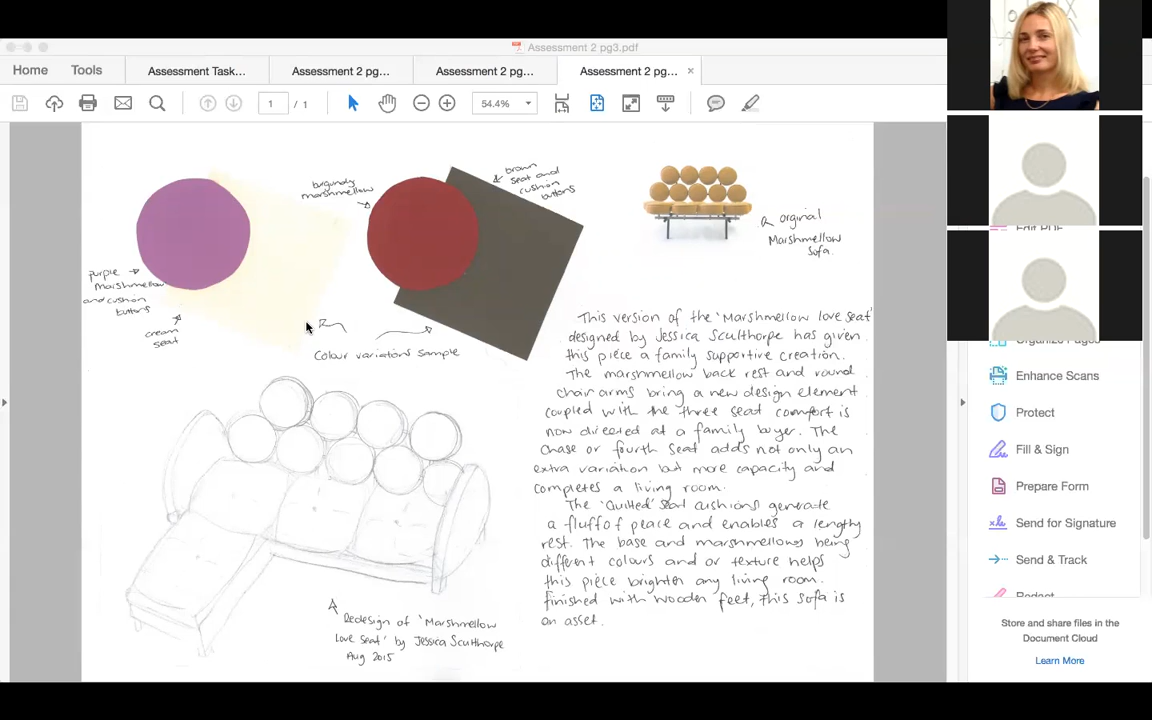 Assessment 2 pg3.pdf
Home
Tools
Assessment Task...
Assessment 2 pg...
Assessment 2 pg...
Assessment 2 pg...
×
1 / 1
54.4%
burgundy
marshmellow
brown
seat and
cushion
buttons
orginal
Marshmellow
Sofa.
purple
Marshmellow
and cushion
buttons
cream
seat
Colour variations sample
This version of the 'Marshmellow love seat'
designed by Jessica Sculthorpe has given
this piece a family supportive creation.
The marshmellow back rest and round
chair arms bring a new design element
coupled with the three seat comfort is
now directed at a family buyer. The
chase or fourth seat adds not only an
extra variation but more capacity and
completes a living room.
The 'Quilted' seat cushions generate
a fluff of peace and enables a lengthy
rest. The base and marshmellows being
different colours and or texture helps
this piece brighten any living room.
finished with wooden feet, this sofa is
an asset.
Redesign of 'Marshmellow
love seat' by Jessica Sculthorpe
Aug 2015
Edit PDF
Organize Pages
Enhance Scans
Protect
Fill & Sign
Prepare Form
Send for Signature
Send & Track
Redact
Store and share files in the
Document Cloud
Learn More